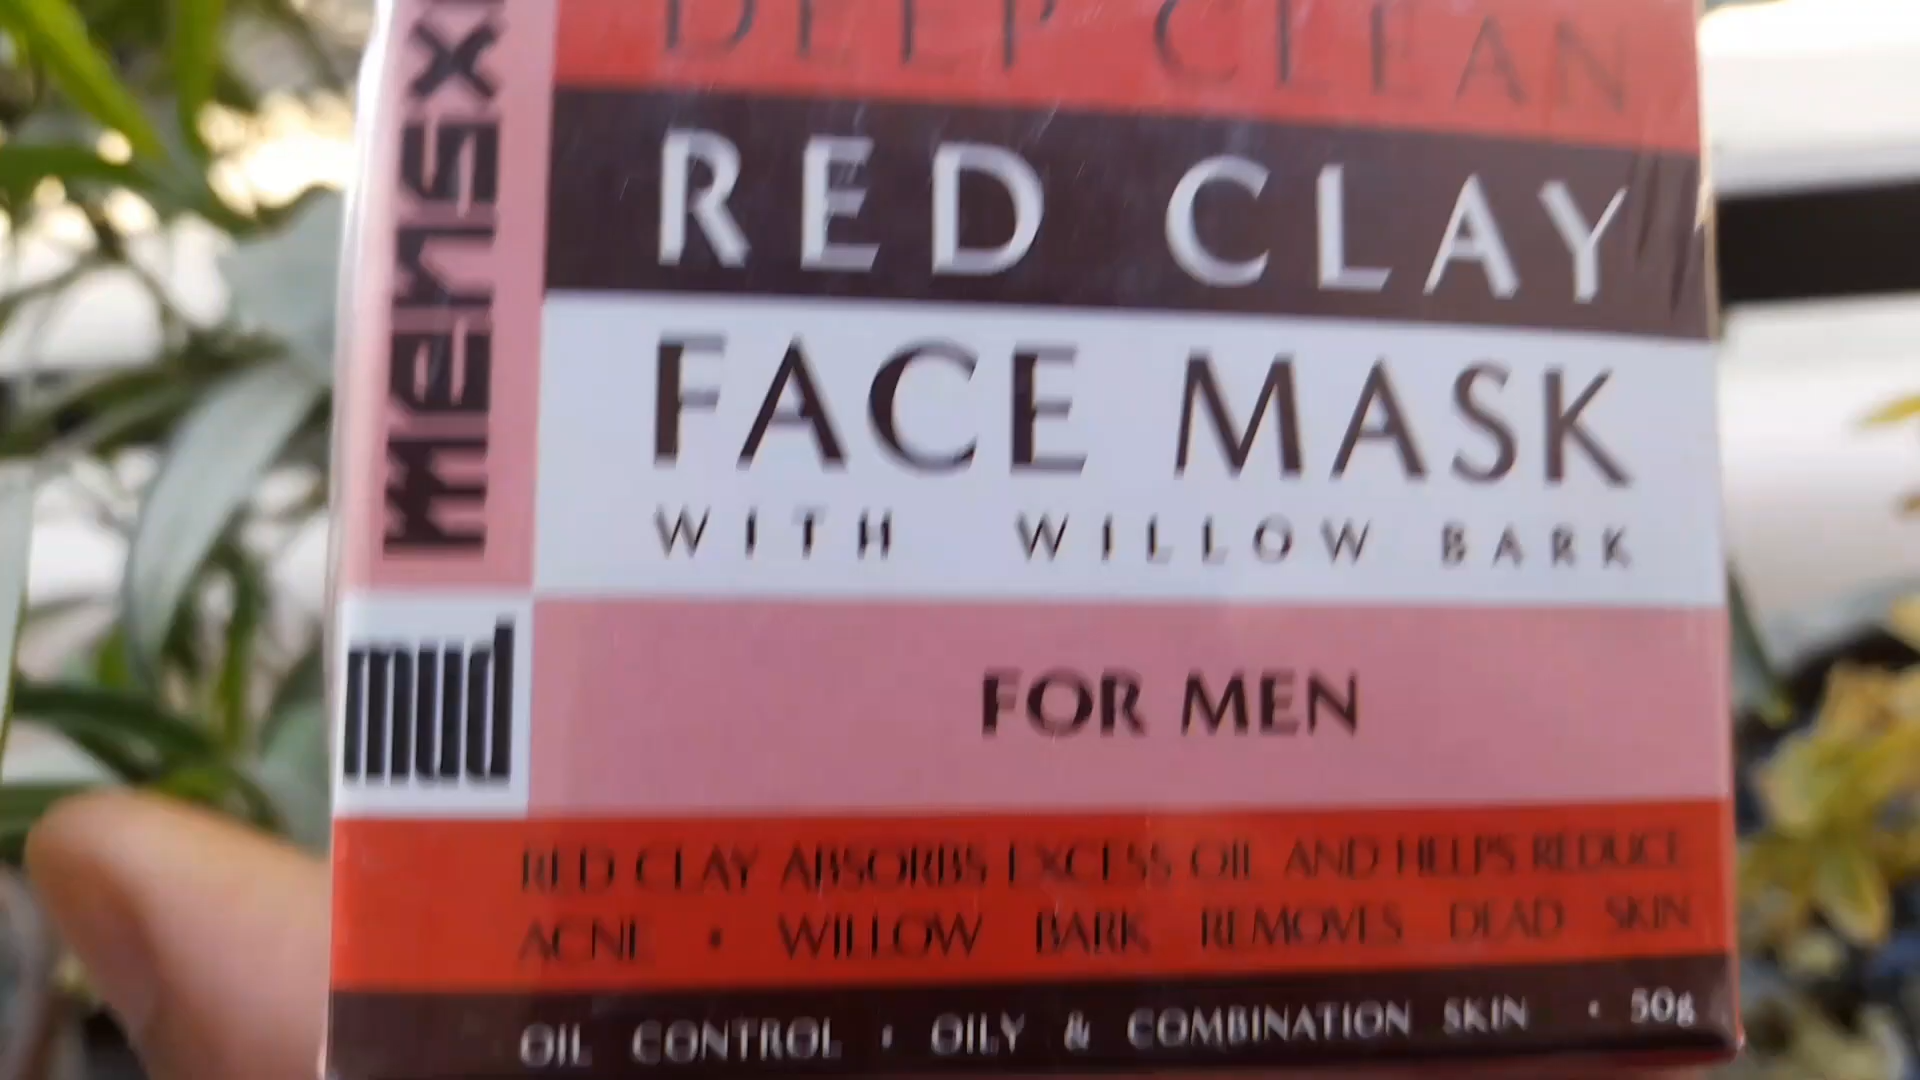 DEEP CLEAN
RED CLAY
FACE MASK
WITH WILLOW BARK
FOR MEN
mud
RED CLAY ABSORBS EXCESS OIL AND HELPS REDUCE
ACNE • WILLOW BARK REMOVES DEAD SKIN
OIL CONTROL • OILY & COMBINATION SKIN • 50g